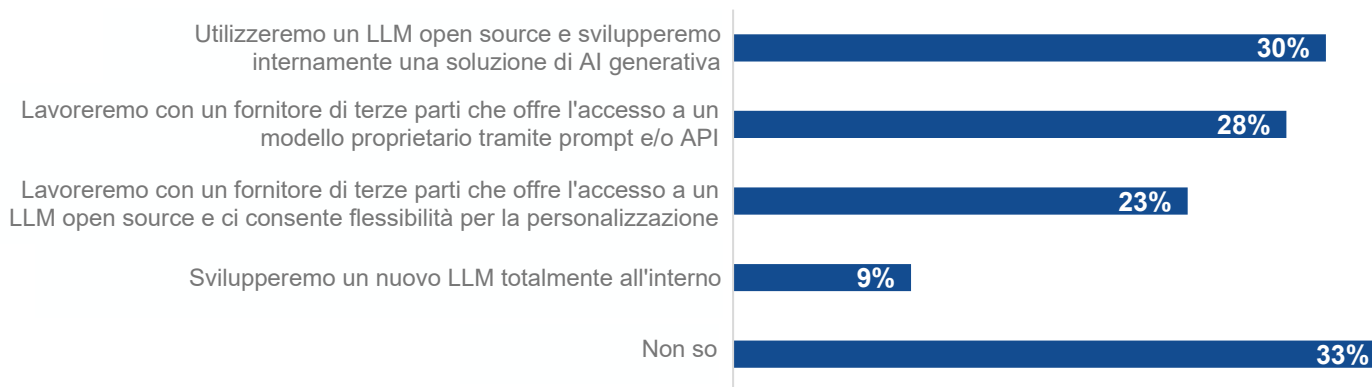 Utilizzeremo un LLM open source e svilupperemo
internamente una soluzione di AI generativa
30%
Lavoreremo con un fornitore di terze parti che offre l'accesso a un
modello proprietario tramite prompt e/o API
28%
Lavoreremo con un fornitore di terze parti che offre l'accesso a un
LLM open source e ci consente flessibilità per la personalizzazione
23%
Svilupperemo un nuovo LLM totalmente all'interno
9%
Non so
33%